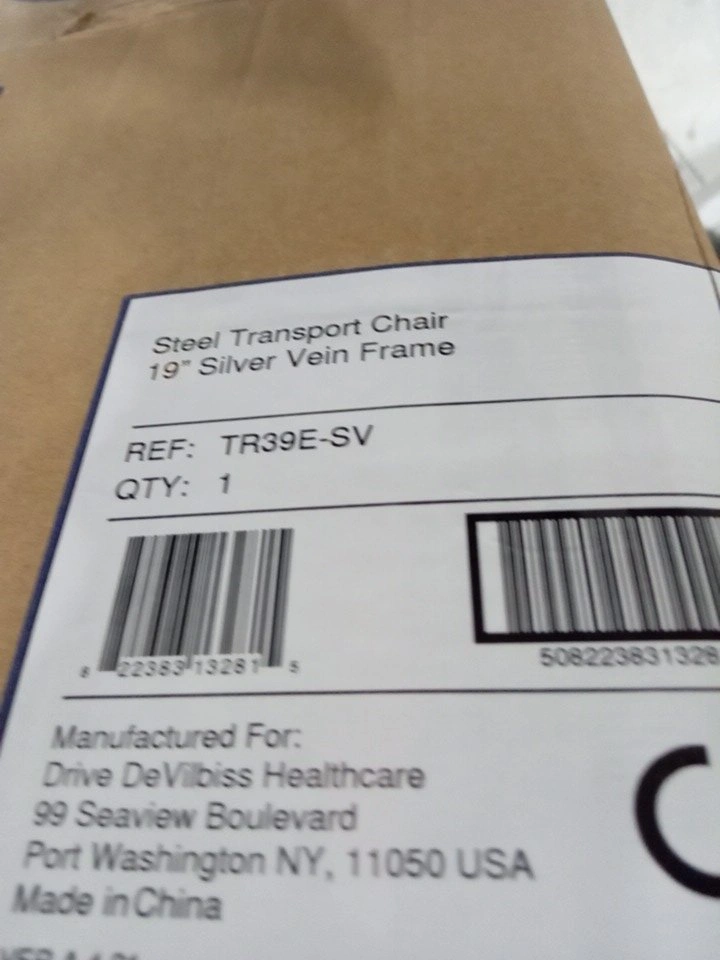 Steel Transport Chair
19" Silver Vein Frame
REF: TR39E-SV
QTY: 1
8 22383 13281 5
508223831328
Manufactured For:
Drive DeVilbiss Healthcare
99 Seaview Boulevard
Port Washington NY, 11050 USA
Made in China